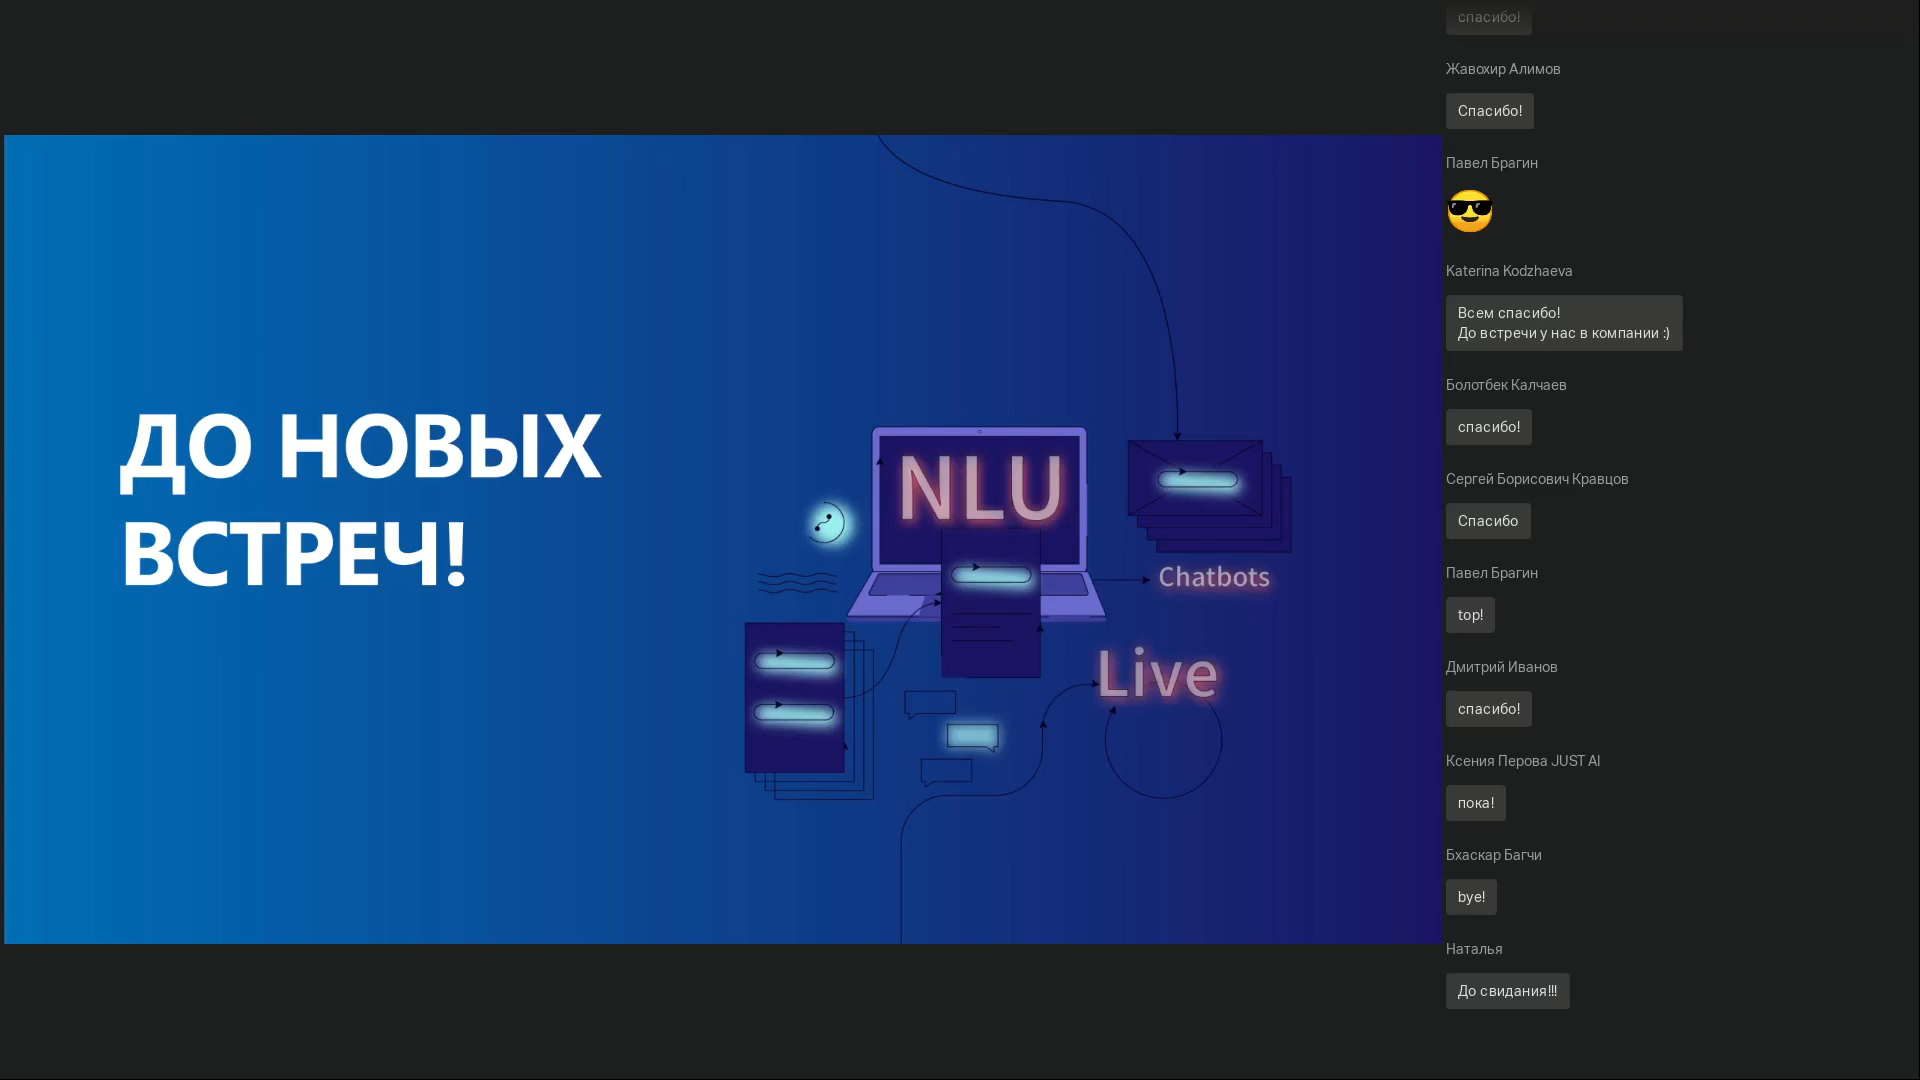 ДО НОВЫХ
ВСТРЕЧ!
NLU
Chatbots
Live
спасибо!
Жавохир Алимов
Спасибо!
Павел Брагин
Katerina Kodzhaeva
Всем спасибо!
До встречи у нас в компании :)
Болотбек Калчаев
спасибо!
Сергей Борисович Кравцов
Спасибо
Павел Брагин
top!
Дмитрий Иванов
спасибо!
Ксения Перова JUST AI
пока!
Бхаскар Багчи
bye!
Наталья
До свидания!!!